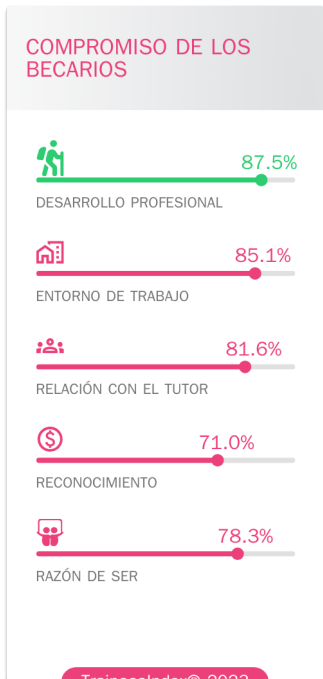 COMPROMISO DE LOS
BECARIOS
87.5%
DESARROLLO PROFESIONAL
85.1%
ENTORNO DE TRABAJO
81.6%
RELACIÓN CON EL TUTOR
71.0%
RECONOCIMIENTO
78.3%
RAZÓN DE SER